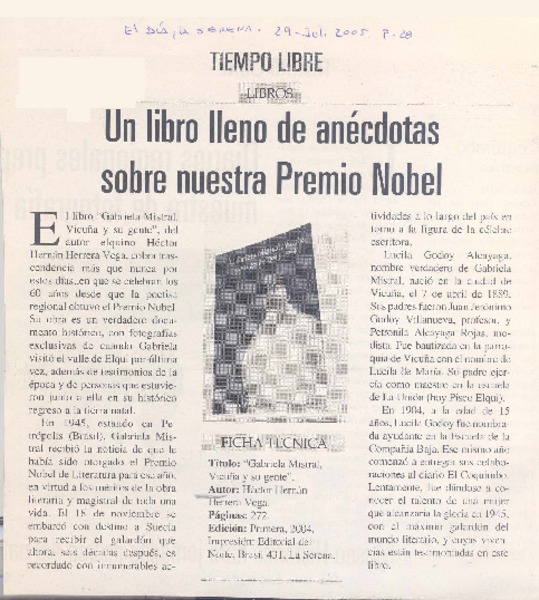 El DÍA, LA SERENA. 29-Jul. 2005 P.28
TIEMPO LIBRE
LIBROS
Un libro lleno de anécdotas
sobre nuestra Premio Nobel
El libro "Gabriela Mistral,
Vicuña y su gente", del
autor elquino Héctor
Hernán Herrera Vega, cobra tras-
cendencia más que nunca por
estos días, en que se celebran los
60 años desde que la poetisa
regional obtuvo el Premio Nobel.
Su obra es un verdadero docu-
mento histórico, con fotografías
exclusivas de cuando Gabriela
visitó el valle de Elqui por última
vez, además de testimonios de la
época y de personas que estuvie-
ron junto a ella en su histórico
regreso a la tierra natal.
En 1945, estando en Pe-
trópolis (Brasil), Gabriela Mis-
tral recibió la noticia de que le
había sido otorgado el Premio
Nobel de Literatura para ese año,
en virtud a los méritos de la obra
literaria y magistral de toda una
vida. El 18 de noviembre se
embarcó con destino a Suecia
para recibir el galardón que
ahora, seis décadas después, es
recordado con innumerables ac-
FICHA TECNICA
Título: "Gabriela Mistral,
Vicuña y su gente".
Autor: Héctor Hernán
Herrera Vega.
Páginas: 272
Edición: Primera, 2004.
Impresión: Editorial del
Norte, Brasil 431, La Serena.
tividades a lo largo del país en
torno a la figura de la célebre
escritora.
Lucila Godoy Alcayaga,
nombre verdadero de Gabriela
Mistral, nació en la ciudad de
Vicuña, el 7 de abril de 1889.
Sus padres fueron Juan Jerónimo
Godoy Villanueva, profesor, y
Petronila Alcayaga Rojas, mo-
dista. Fue bautizada en la parro-
quia de Vicuña con el nombre de
Lucila de María. Su padre ejer-
cía como maestro en la escuela
de La Unión (hoy Pisco Elqui).
En 1904, a la edad de 15
años, Lucila Godoy fue nombra-
da ayudante en la Escuela de la
Compañía Baja. Ese mismo año
comenzó a entregar sus colabo-
raciones al diario El Coquimbo.
Lentamente, fue dándose a co-
nocer el talento de una mujer
que alcanzaría la gloria en 1945,
con el máximo galardón del
mundo literario, y cuyas viven-
cias están testimoniadas en este
libro.